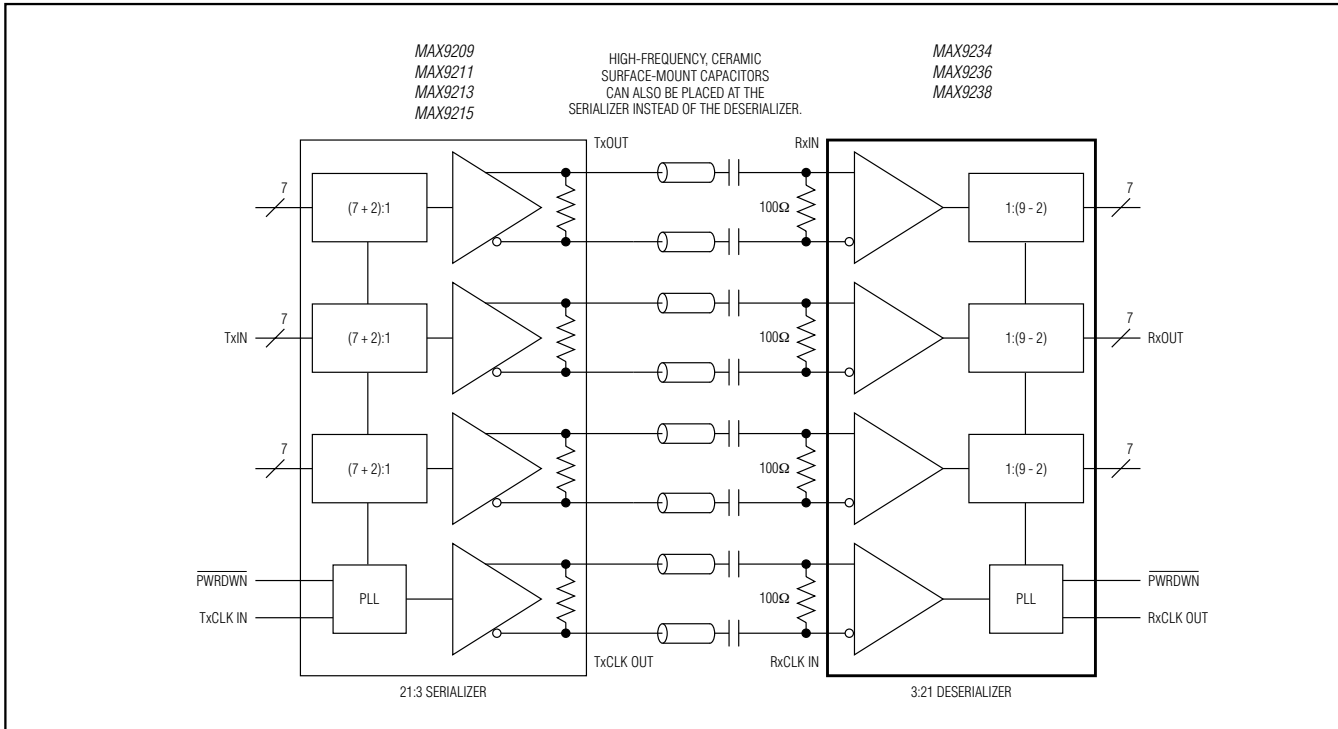 MAX9209
MAX9211
MAX9213
MAX9215
HIGH-FREQUENCY, CERAMIC
SURFACE-MOUNT CAPACITORS
CAN ALSO BE PLACED AT THE
SERIALIZER INSTEAD OF THE DESERIALIZER.
MAX9234
MAX9236
MAX9238
TxOUT
RxIN
7
(7 + 2):1
100Ω
1:(9 - 2)
7
TxIN
7
(7 + 2):1
100Ω
1:(9 - 2)
7
RxOUT
7
(7 + 2):1
100Ω
1:(9 - 2)
7
PWRDWN
TxCLK IN
PLL
100Ω
PLL
PWRDWN
RxCLK OUT
TxCLK OUT
RxCLK IN
21:3 SERIALIZER
3:21 DESERIALIZER